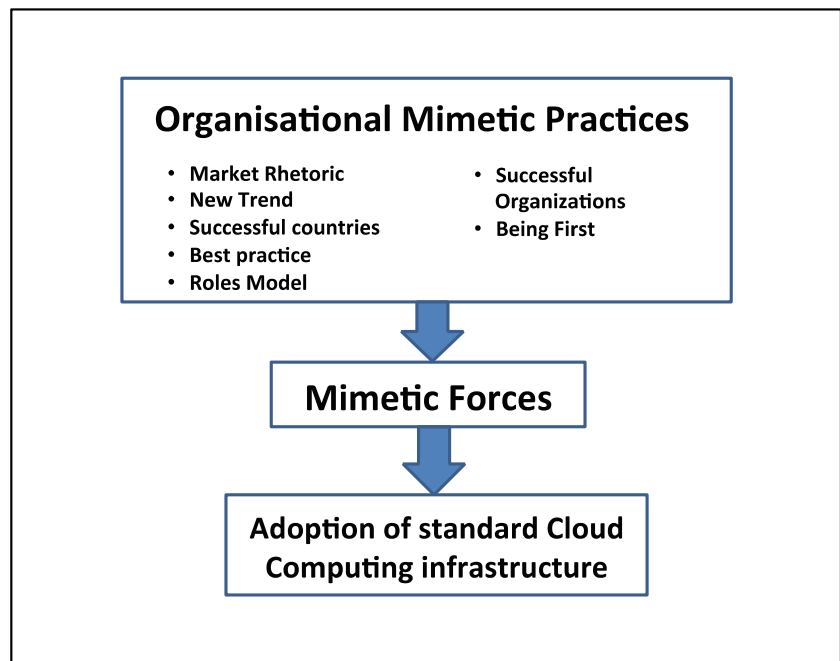 Organisational Mimetic Practices
• Market Rhetoric
• New Trend
• Successful countries
• Best practice
• Roles Model
• Successful
Organizations
• Being First
Mimetic Forces
Adoption of standard Cloud
Computing infrastructure